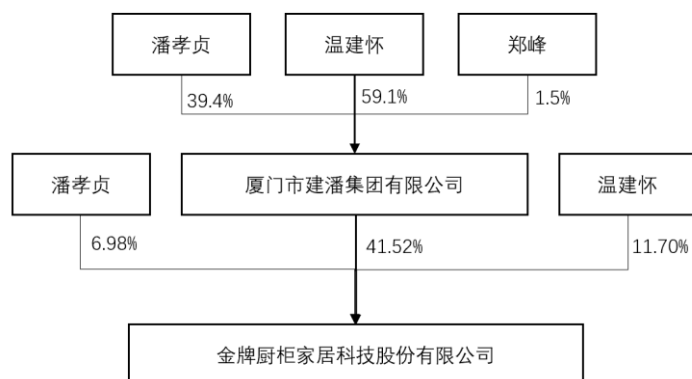 潘孝贞
温建怀
郑峰
39.4%
59.1%
1.5%
潘孝贞
厦门市建潘集团有限公司
温建怀
6.98%
41.52%
11.70%
金牌厨柜家居科技股份有限公司